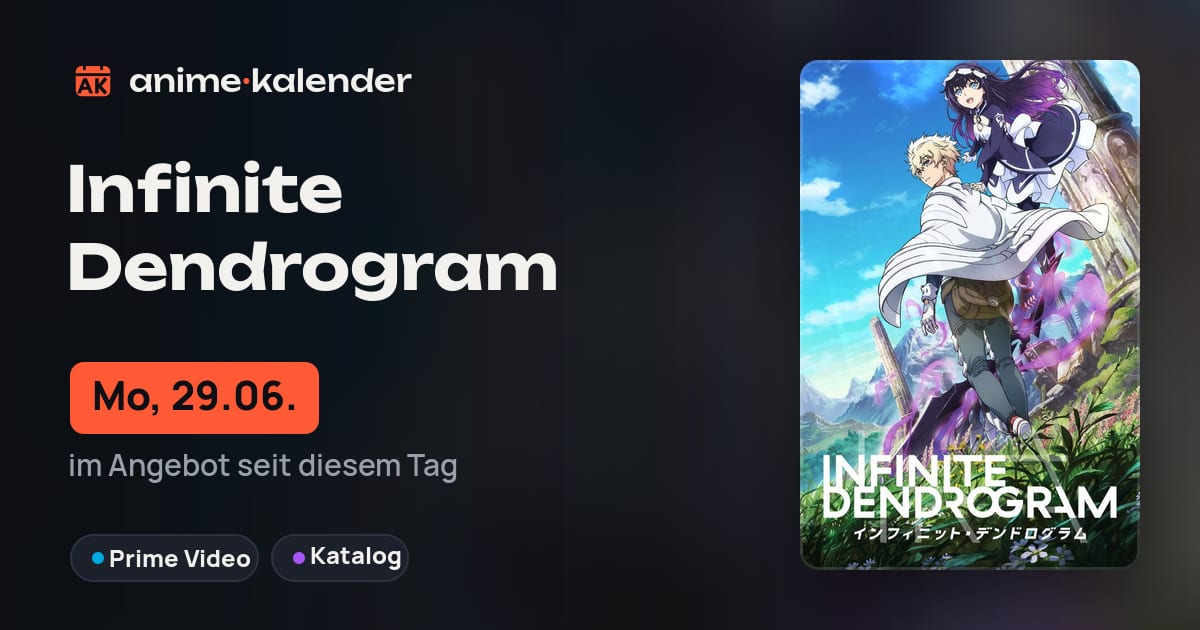 AK anime·kalender
Infinite
Dendrogram
Mo, 29.06.
im Angebot seit diesem Tag
Prime Video Katalog
INFINITE
DENDROGRAM
インフィニット・デンドログラム